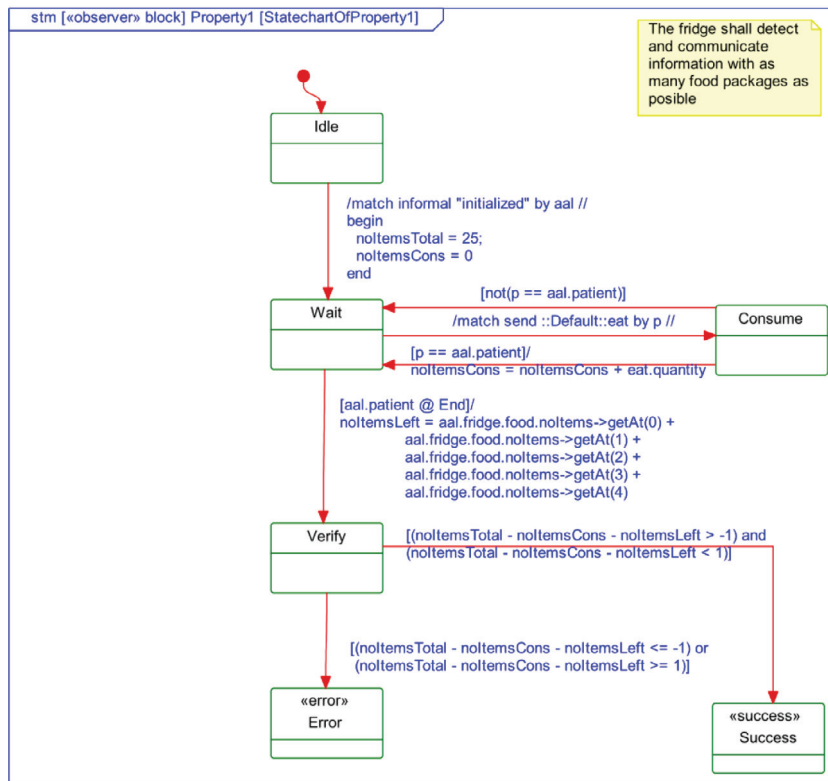 stm [«observer» block] Property1 [StatechartOfProperty1]
The fridge shall detect
and communicate
information with as
many food packages as
posible
Idle
/match informal "initialized" by aal //
begin
noItemsTotal = 25;
noItemsCons = 0
end
[not(p == aal.patient)]
Wait
Consume
/match send ::Default::eat by p //
[p == aal.patient]/
noItemsCons = noItemsCons + eat.quantity
[aal.patient @ End]/
noItemsLeft = aal.fridge.food.noItems->getAt(0) +
aal.fridge.food.noItems->getAt(1) +
aal.fridge.food.noItems->getAt(2) +
aal.fridge.food.noItems->getAt(3) +
aal.fridge.food.noItems->getAt(4)
Verify
[(noItemsTotal - noItemsCons - noItemsLeft > -1) and
(noItemsTotal - noItemsCons - noItemsLeft < 1)]
[(noItemsTotal - noItemsCons - noItemsLeft <= -1) or
(noItemsTotal - noItemsCons - noItemsLeft >= 1)]
«error»
Error
«success»
Success